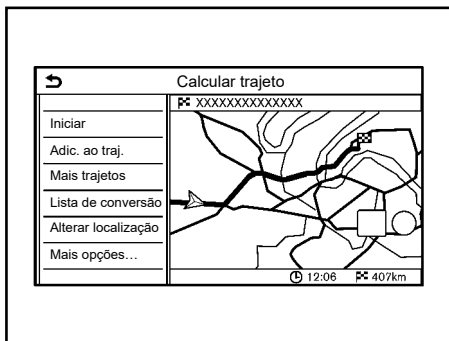 Calcular trajeto
XXXXXXXXXXXXXX
Iniciar
Adic. ao traj.
Mais trajetos
Lista de conversão
Alterar localização
Mais opções…
12:06 407km